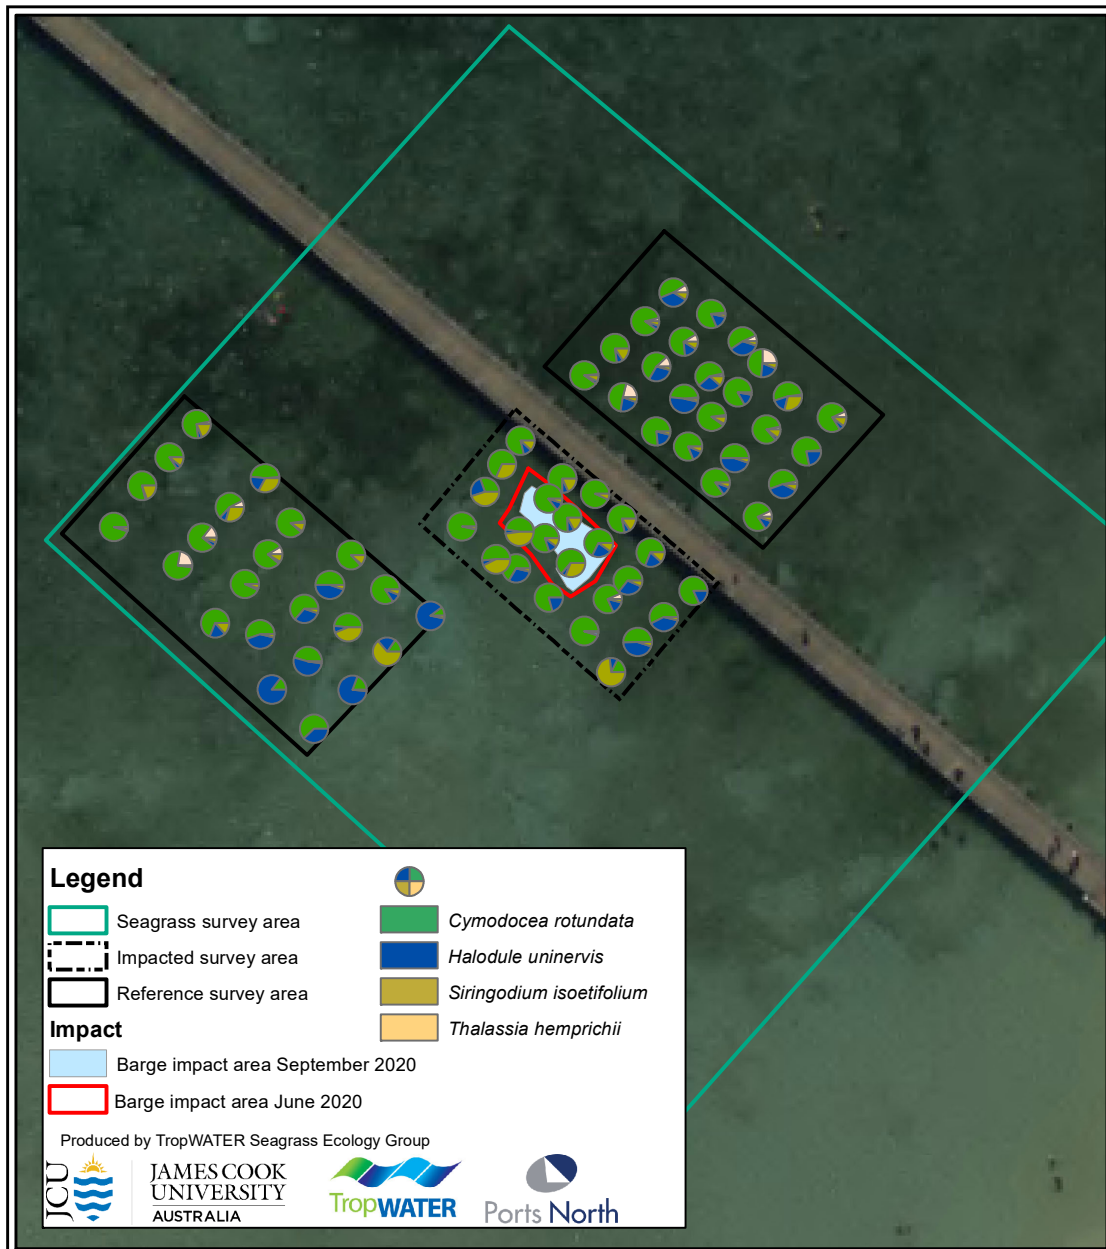 Legend
Seagrass survey area
Impacted survey area
Reference survey area
Impact
Barge impact area September 2020
Barge impact area June 2020
Cymodocea rotundata
Halodule uninervis
Siringodium isoetifolium
Thalassia hemprichii
Produced by TropWATER Seagrass Ecology Group
JCU
JAMES COOK
UNIVERSITY
AUSTRALIA
TropWATER
Ports North